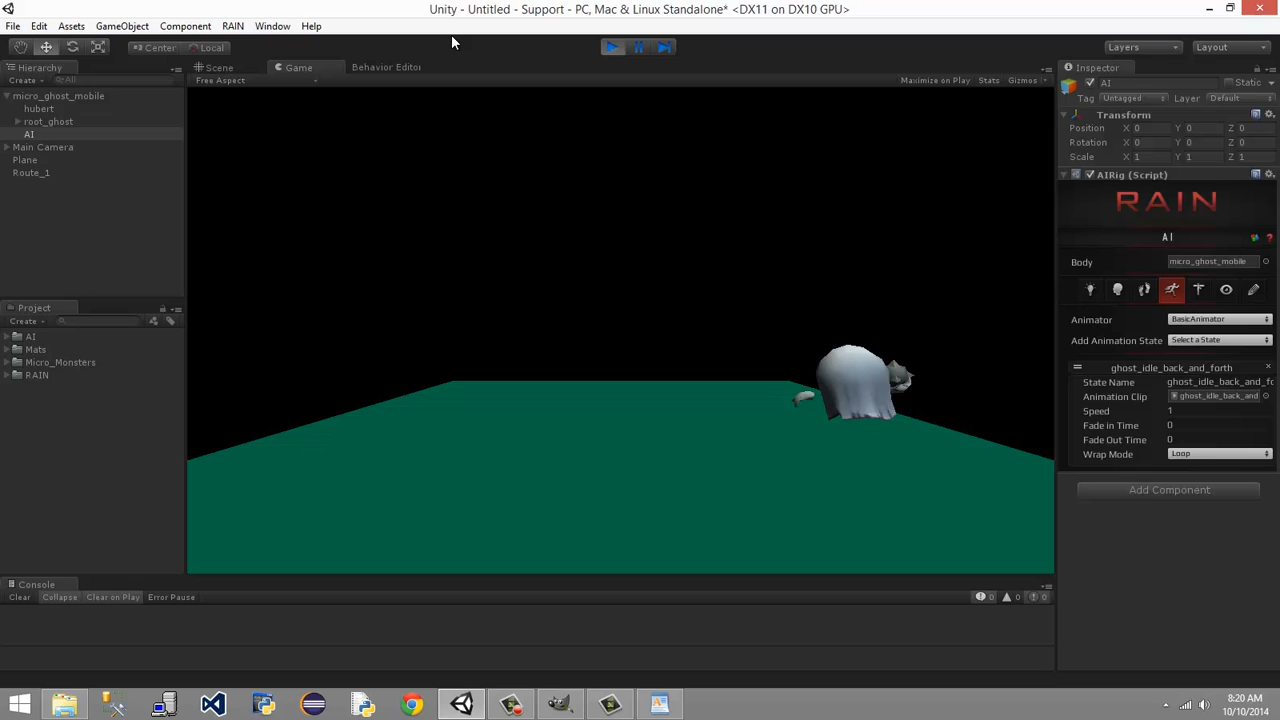 Unity - Untitled - Support - PC, Mac & Linux Standalone* <DX11 on DX10 GPU>
File Edit Assets GameObject Component RAIN Window Help
Center Local Layers Layout
Hierarchy Scene Game Behavior Editor Inspector
Create All Free Aspect Maximize on Play Stats Gizmos AI Static
micro_ghost_mobile Tag Untagged Layer Default
hubert Transform
root_ghost Position X 0 Y 0 Z 0
AI Rotation X 0 Y 0 Z 0
Main Camera Scale X 1 Y 1 Z 1
Plane
Route_1 AIRig (Script)
RAIN
AI
Body micro_ghost_mobile
Project
Create Animator BasicAnimator
AI Add Animation State Select a State
Mats
Micro_Monsters ghost_idle_back_and_forth
RAIN State Name ghost_idle_back_and_fo
Animation Clip ghost_idle_back_and
Speed 1
Fade in Time 0
Fade Out Time 0
Wrap Mode Loop
Add Component
Console
Clear Collapse Clear on Play Error Pause 0 0 0
8:20 AM
10/10/2014